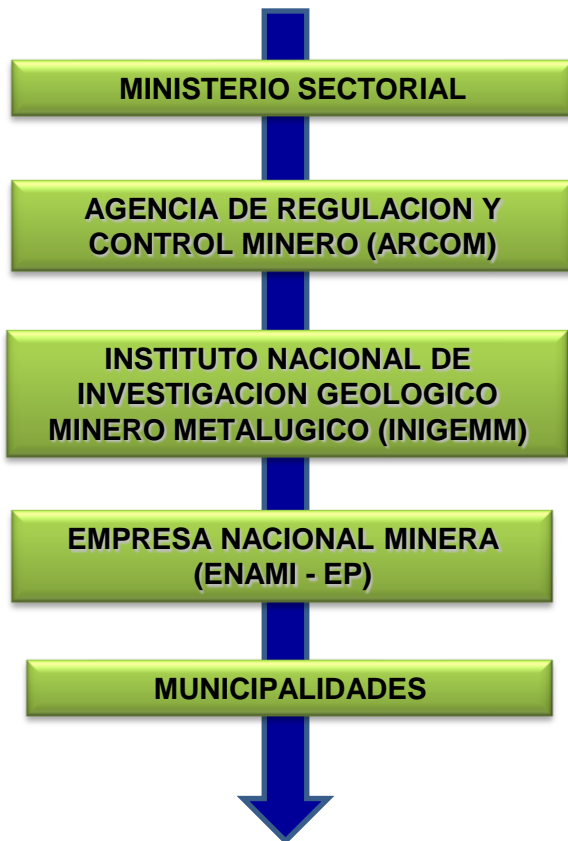 MINISTERIO SECTORIAL
AGENCIA DE REGULACION Y
CONTROL MINERO (ARCOM)
INSTITUTO NACIONAL DE
INVESTIGACION GEOLOGICO
MINERO METALUGICO (INIGEMM)
EMPRESA NACIONAL MINERA
(ENAMI - EP)
MUNICIPALIDADES